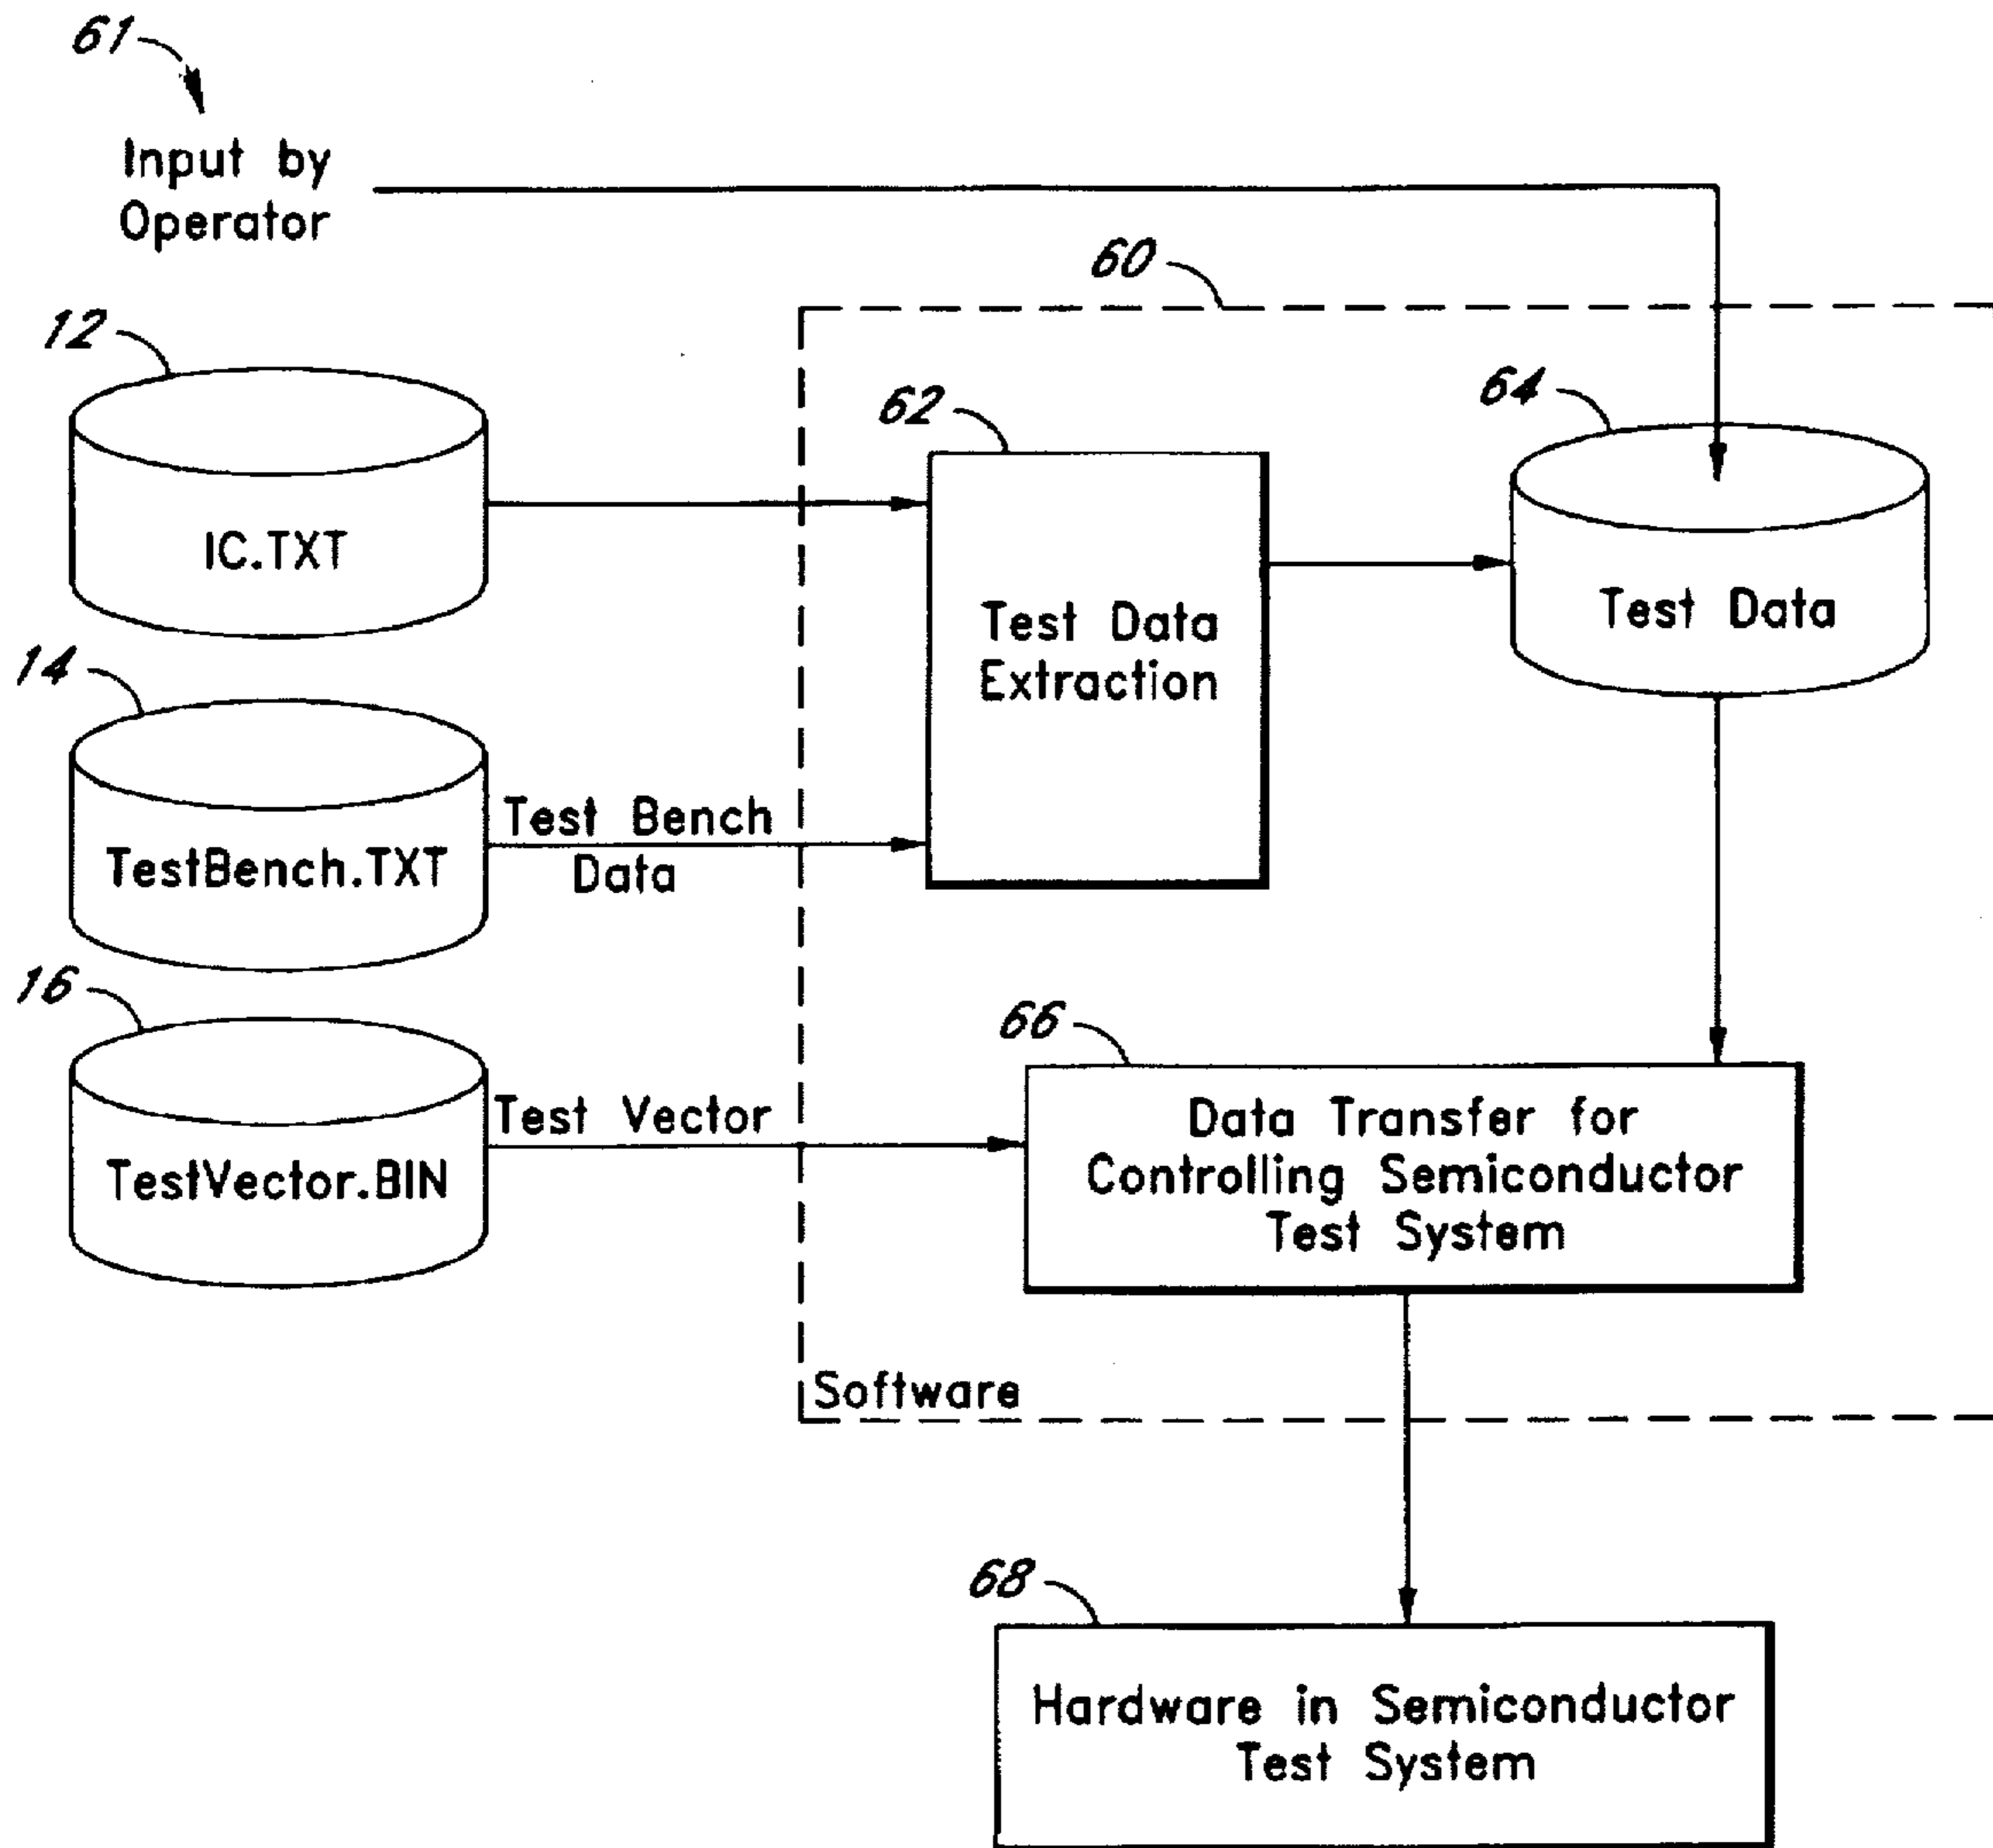 61
Input by
Operator
60
12
IC.TXT
62
Test Data
Extraction
64
Test Data
14
TestBench.TXT
Test Bench
Data
16
TestVector.BIN
Test Vector
66
Data Transfer for
Controlling Semiconductor
Test System
Software
68
Hardware in Semiconductor
Test System